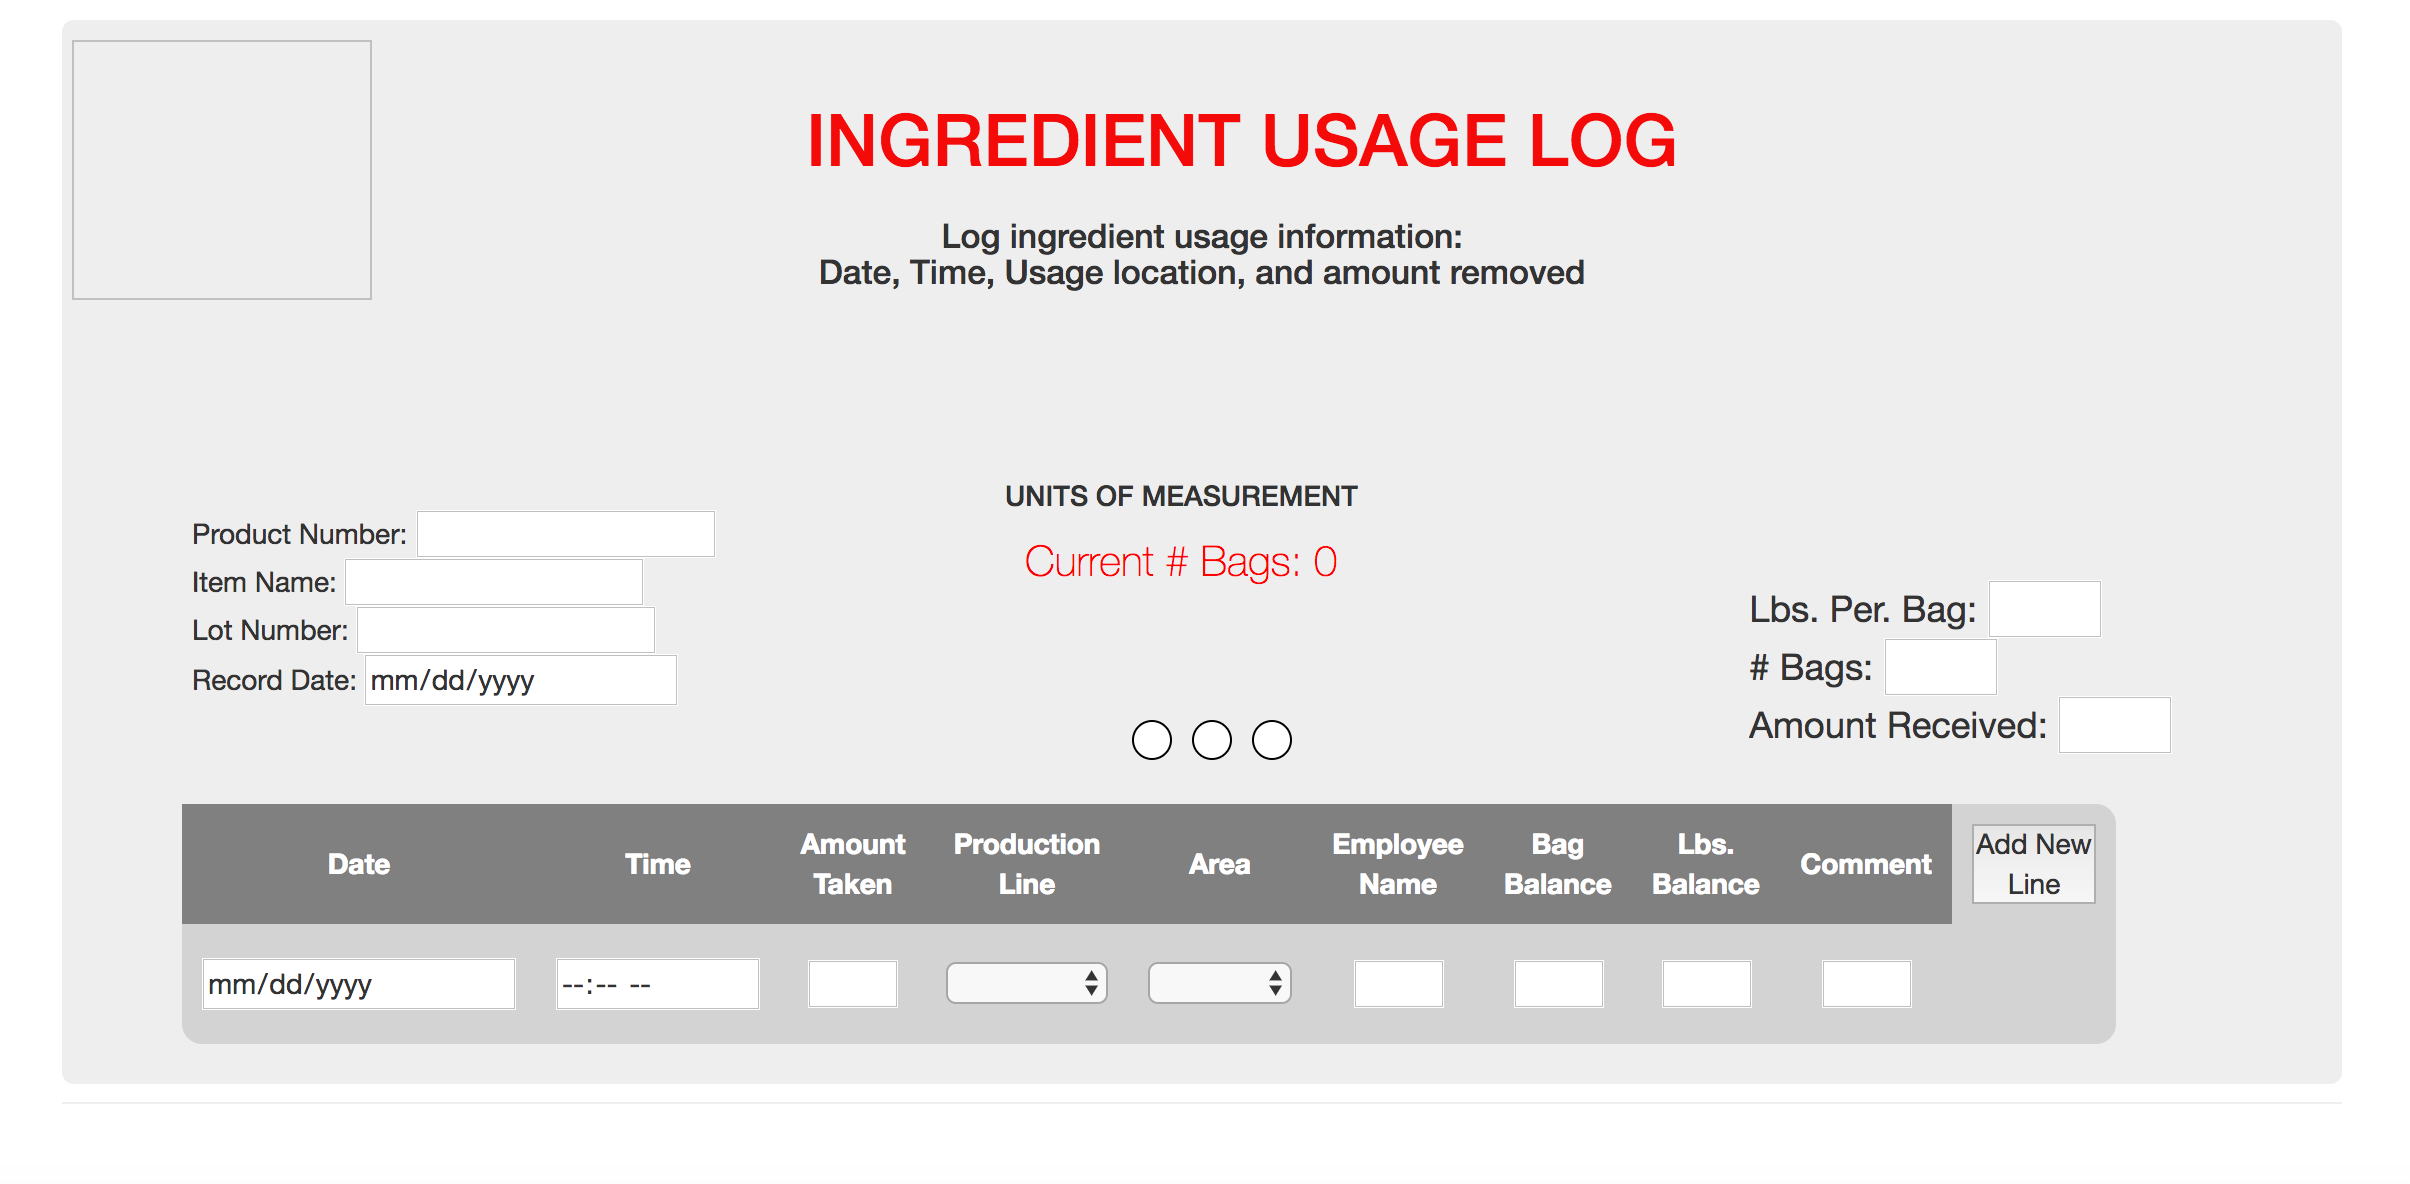 INGREDIENT USAGE LOG
Log ingredient usage information:
Date, Time, Usage location, and amount removed
UNITS OF MEASUREMENT
Current # Bags: 0
Product Number:
Item Name:
Lot Number:
Record Date: mm/dd/yyyy
Lbs. Per. Bag:
# Bags:
Amount Received:
Date
Time
Amount
Taken
Production
Line
Area
Employee
Name
Bag
Balance
Lbs.
Balance
Comment
Add New
Line
mm/dd/yyyy
--:-- --